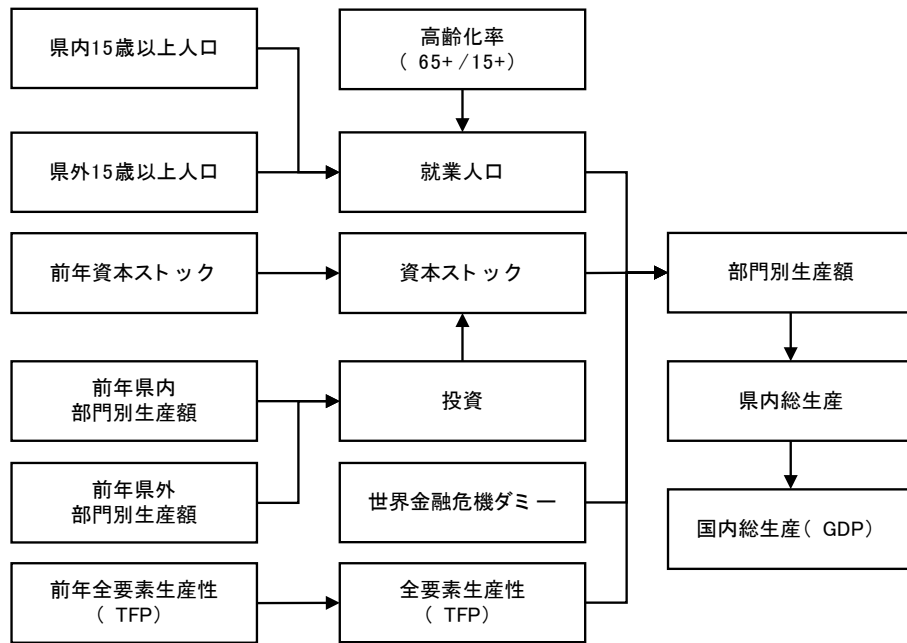 県内15歳以上人口
高齢化率
( 65+/15+)
県外15歳以上人口
就業人口
前年資本ストック
資本ストック
部門別生産額
前年県内
部門別生産額
投資
県内総生産
前年県外
部門別生産額
世界金融危機ダミー
国内総生産( GDP)
前年全要素生産性
( TFP)
全要素生産性
( TFP)